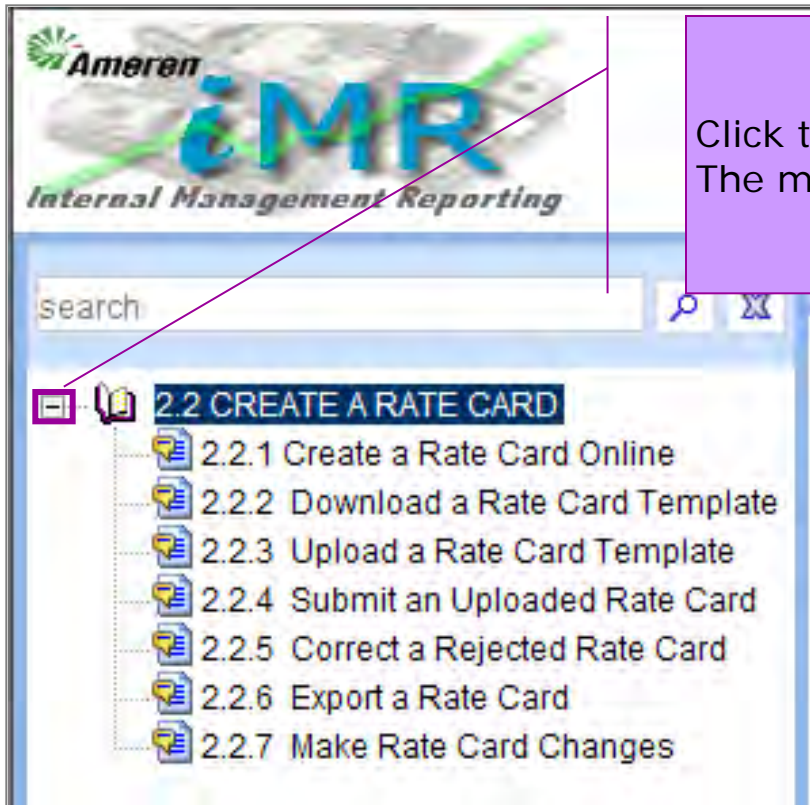 Ameren
iMR
Internal Management Reporting
Click t
The m
search
2.2 CREATE A RATE CARD
2.2.1 Create a Rate Card Online
2.2.2 Download a Rate Card Template
2.2.3 Upload a Rate Card Template
2.2.4 Submit an Uploaded Rate Card
2.2.5 Correct a Rejected Rate Card
2.2.6 Export a Rate Card
2.2.7 Make Rate Card Changes